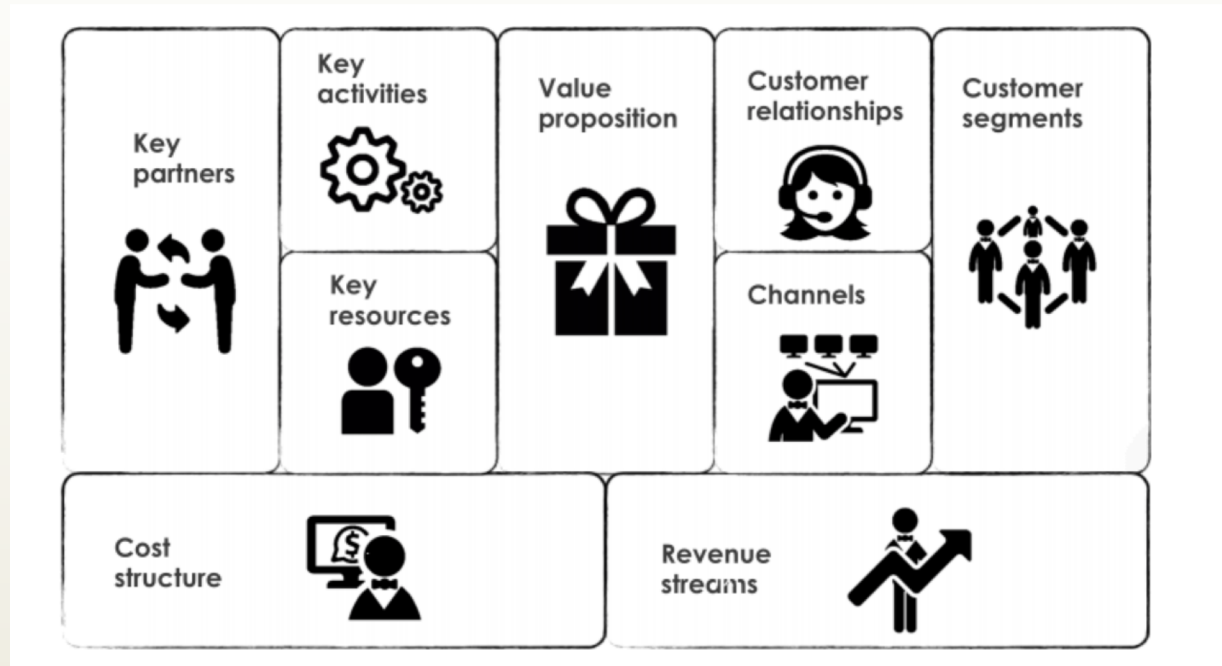 Key
partners
Key
activities
Key
resources
Value
proposition
Customer
relationships
Channels
Customer
segments
Cost
structure
$
Revenue
streams